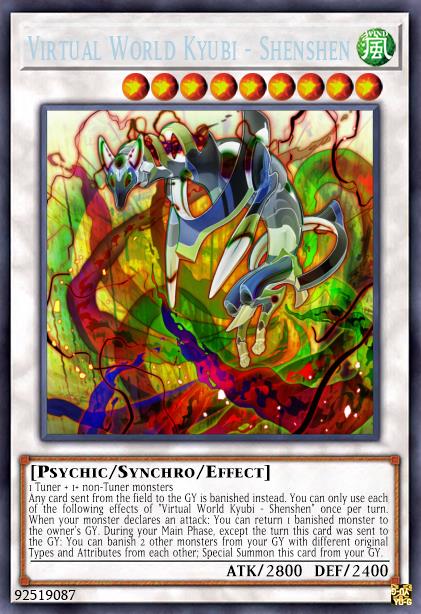 Virtual World Kyubi - Shenshen
WIND
風
[Psychic/Synchro/Effect]
1 Tuner + 1+ non-Tuner monsters
Any card sent from the field to the GY is banished instead. You can only use each
of the following effects of "Virtual World Kyubi - Shenshen" once per turn.
When your monster declares an attack: You can return 1 banished monster to
the owner's GY. During your Main Phase, except the turn this card was sent to
the GY: You can banish 2 other monsters from your GY with different original
Types and Attributes from each other; Special Summon this card from your GY.
ATK/2800 DEF/2400
92519087